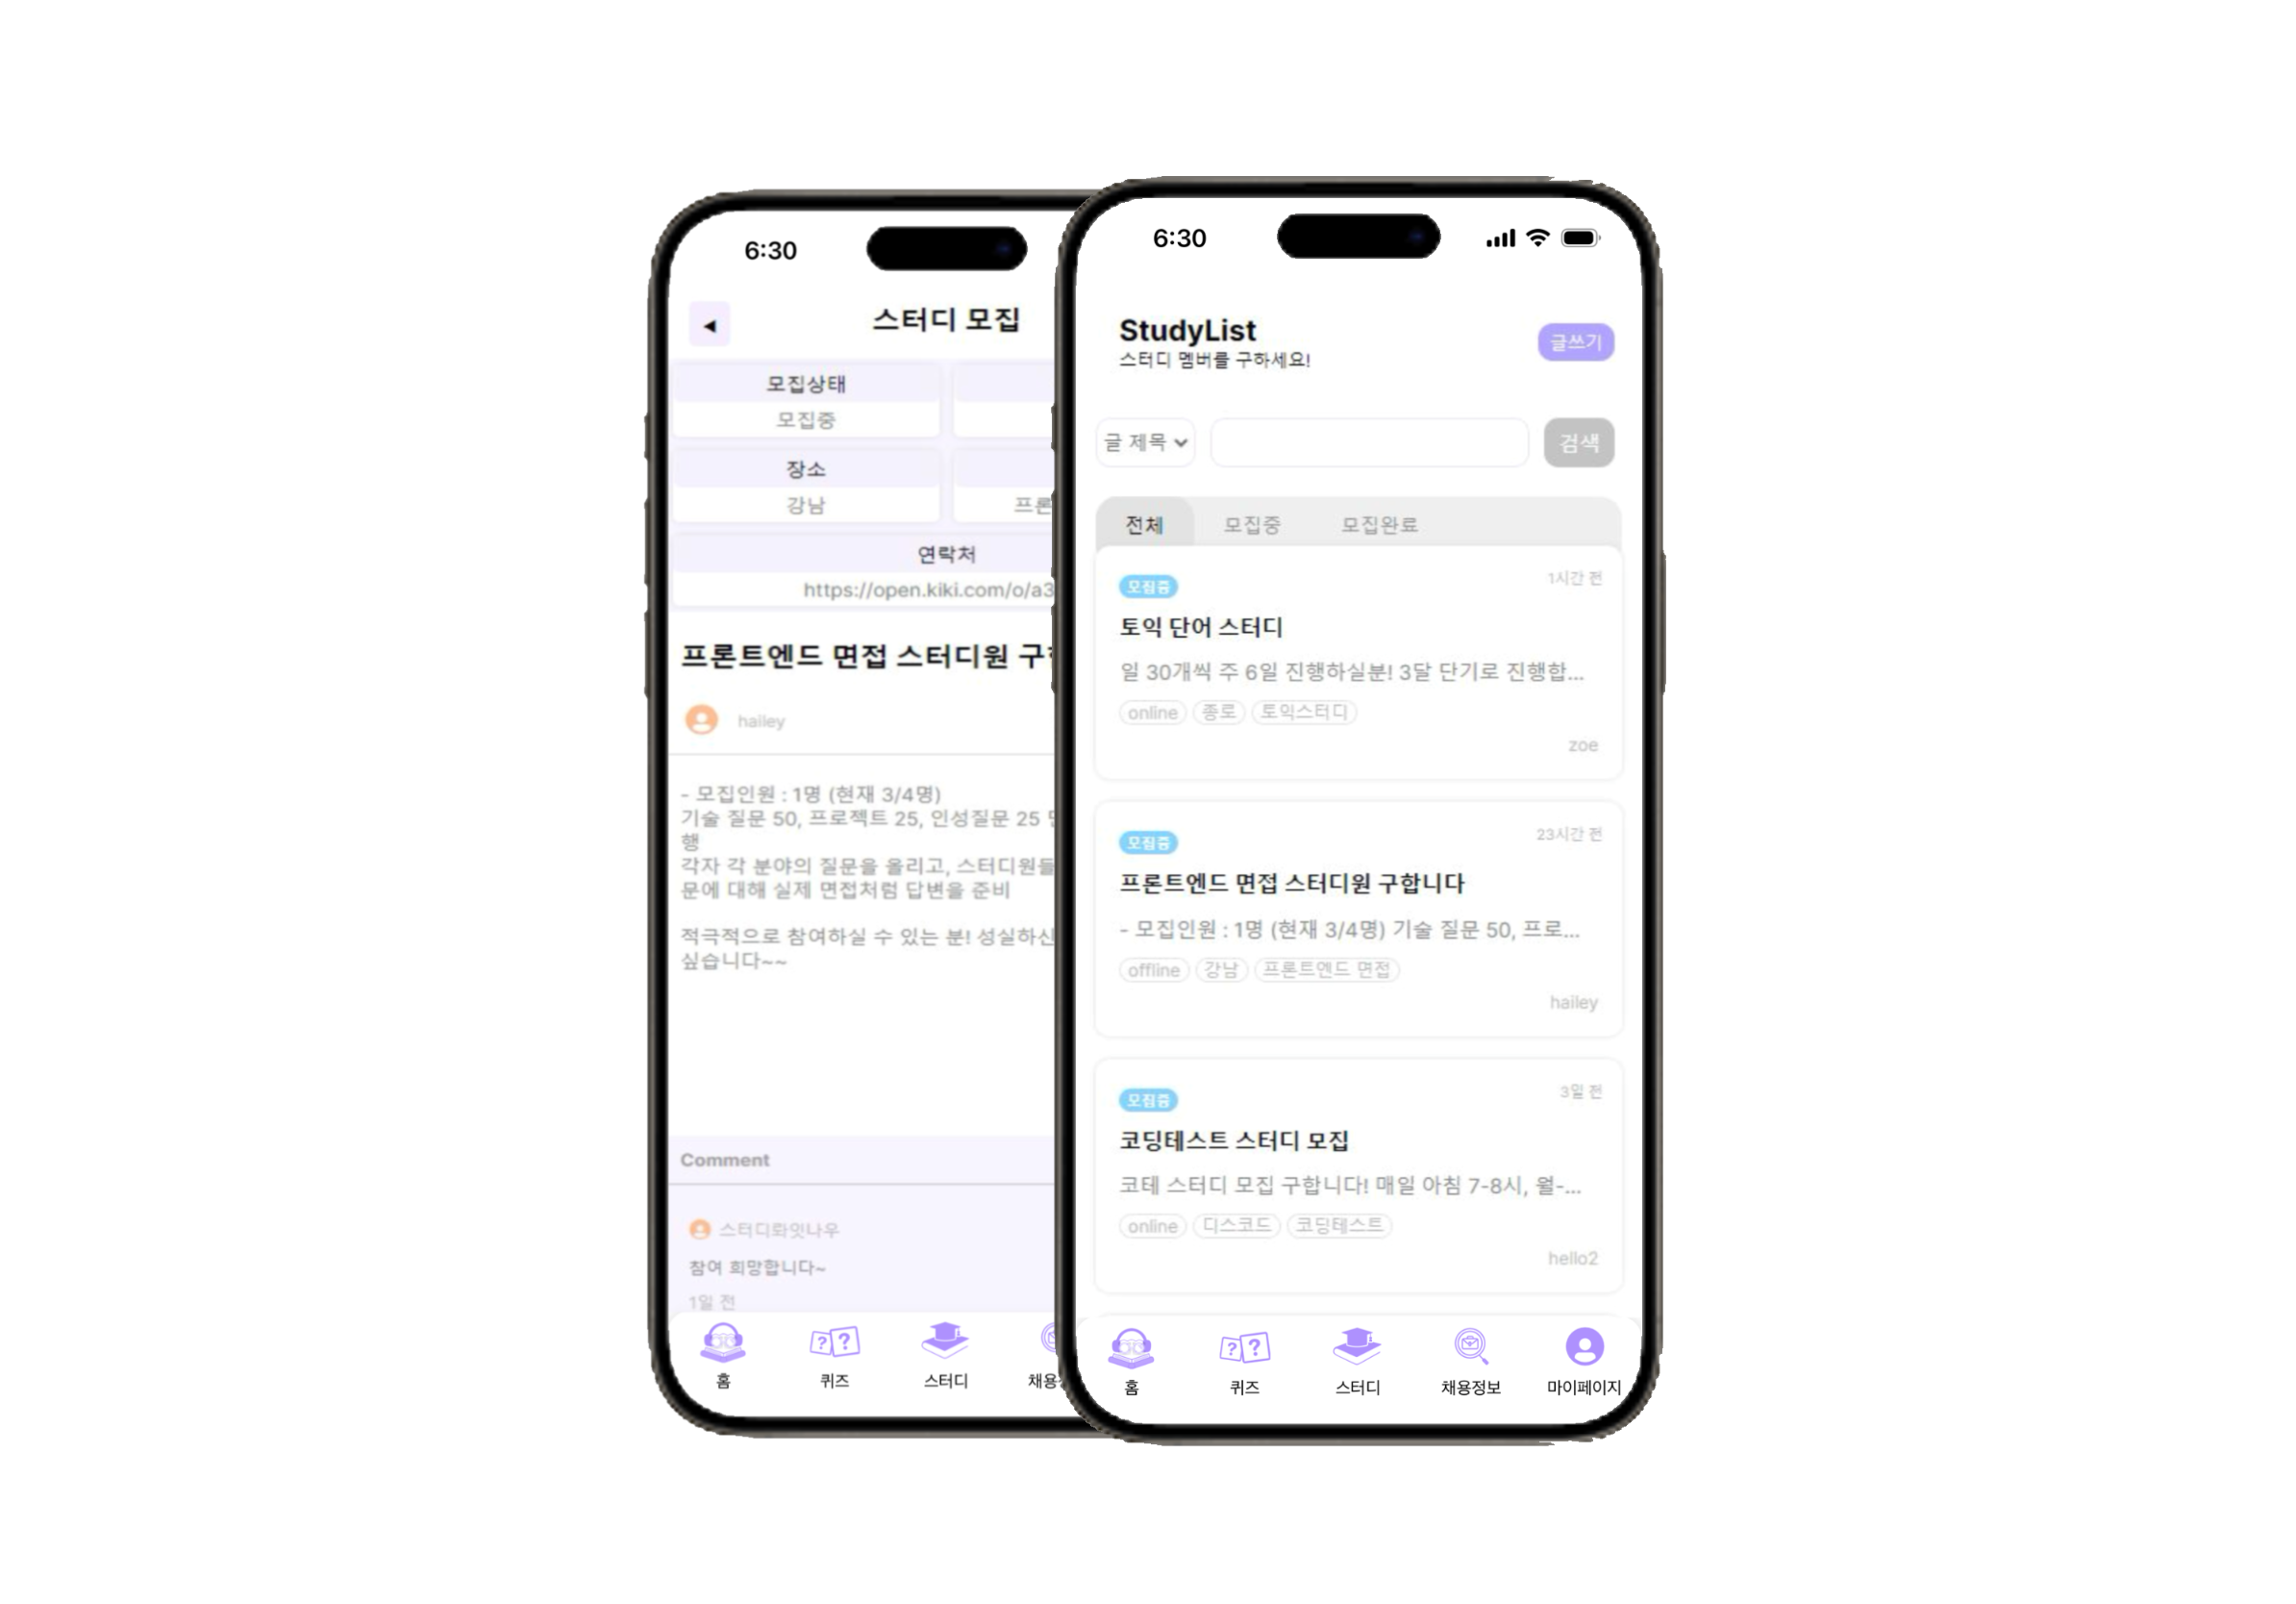 6:30
스터디 모집
모집상태
모집중
장소
강남
프론
연락처
https://open.kiki.com/o/a3
프론트엔드 면접 스터디원
hailey
- 모집인원 : 1명 (현재 3/4명)
기술 질문 50, 프로젝트 25, 인성질문 25
행
각자 각 분야의 질문을 올리고, 스터디원들
문에 대해 실제 면접처럼 답변을 준비
적극적으로 참여하실 수 있는 분! 성실하신
싶습니다~~
Comment
스터디롸잇나우
참여 희망합니다~
1일 전
홈
퀴즈
스터디
채용
6:30
StudyList
스터디 멤버를 구하세요!
글쓰기
글 제목
검색
전체 모집중 모집완료
모집중
1시간 전
토익 단어 스터디
일 30개씩 주 6일 진행하실분! 3달 단기로 진행합...
online 종로 토익스터디
zoe
모집중
23시간 전
프론트엔드 면접 스터디원 구합니다
- 모집인원 : 1명 (현재 3/4명) 기술 질문 50, 프로...
offline 강남 프론트엔드 면접
hailey
모집중
3일 전
코딩테스트 스터디 모집
코테 스터디 모집 구합니다! 매일 아침 7-8시, 월-...
online 디스코드 코딩테스트
hello2
홈
퀴즈
스터디
채용정보
마이페이지